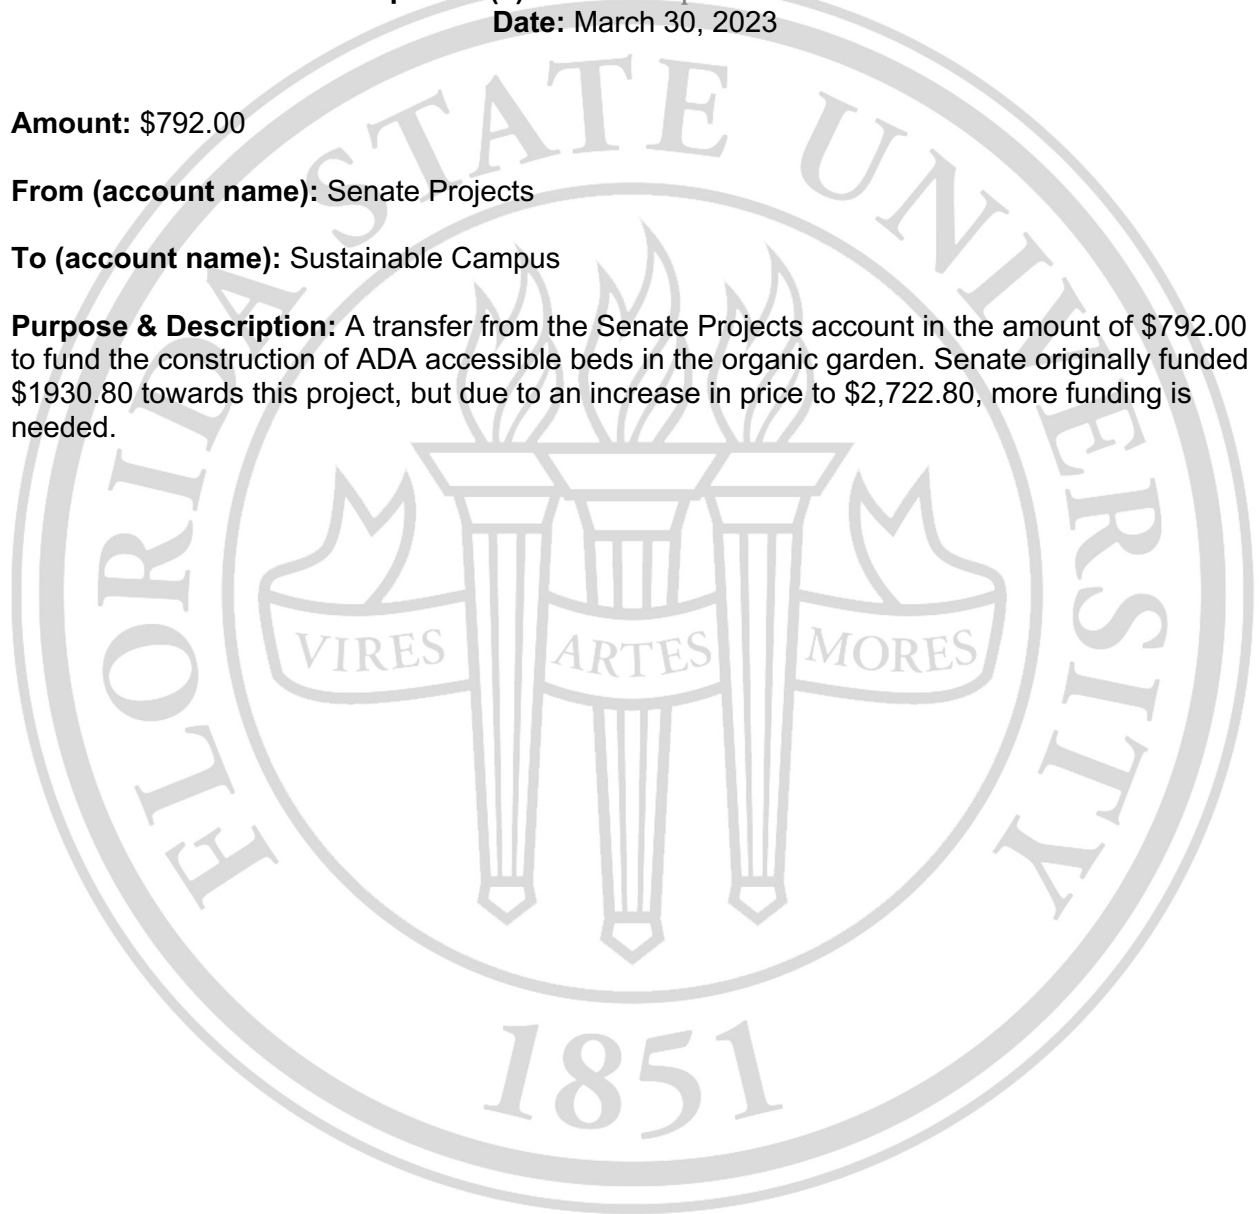 Date: March 30, 2023
Amount: $792.00
From (account name): Senate Projects
To (account name): Sustainable Campus
Purpose & Description: A transfer from the Senate Projects account in the amount of $792.00
to fund the construction of ADA accessible beds in the organic garden. Senate originally funded
$1930.80 towards this project, but due to an increase in price to $2,722.80, more funding is
needed.
FLORIDA STATE UNIVERSITY
VIRES ARTES MORES
1851